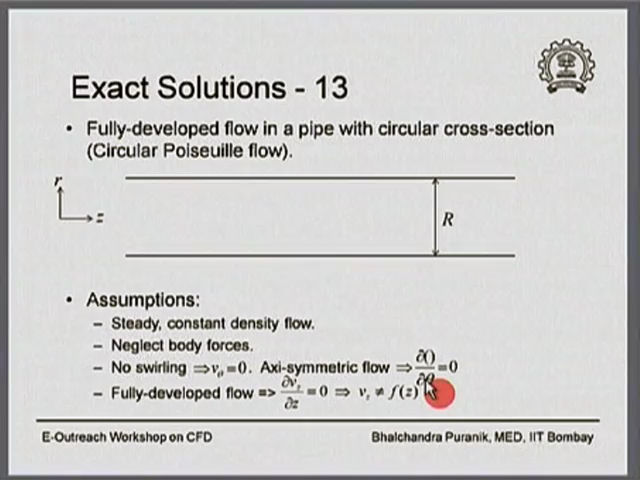 Exact Solutions - 13
• Fully-developed flow in a pipe with circular cross-section
(Circular Poiseuille flow).
r
z
R
• Assumptions:
– Steady, constant density flow.
– Neglect body forces.
– No swirling ⇒ v_θ = 0. Axi-symmetric flow ⇒ ∂()/∂θ = 0
– Fully-developed flow => ∂v_z/∂z = 0 ⇒ v_z ≠ f(z)
E-Outreach Workshop on CFD
Bhalchandra Puranik, MED, IIT Bombay